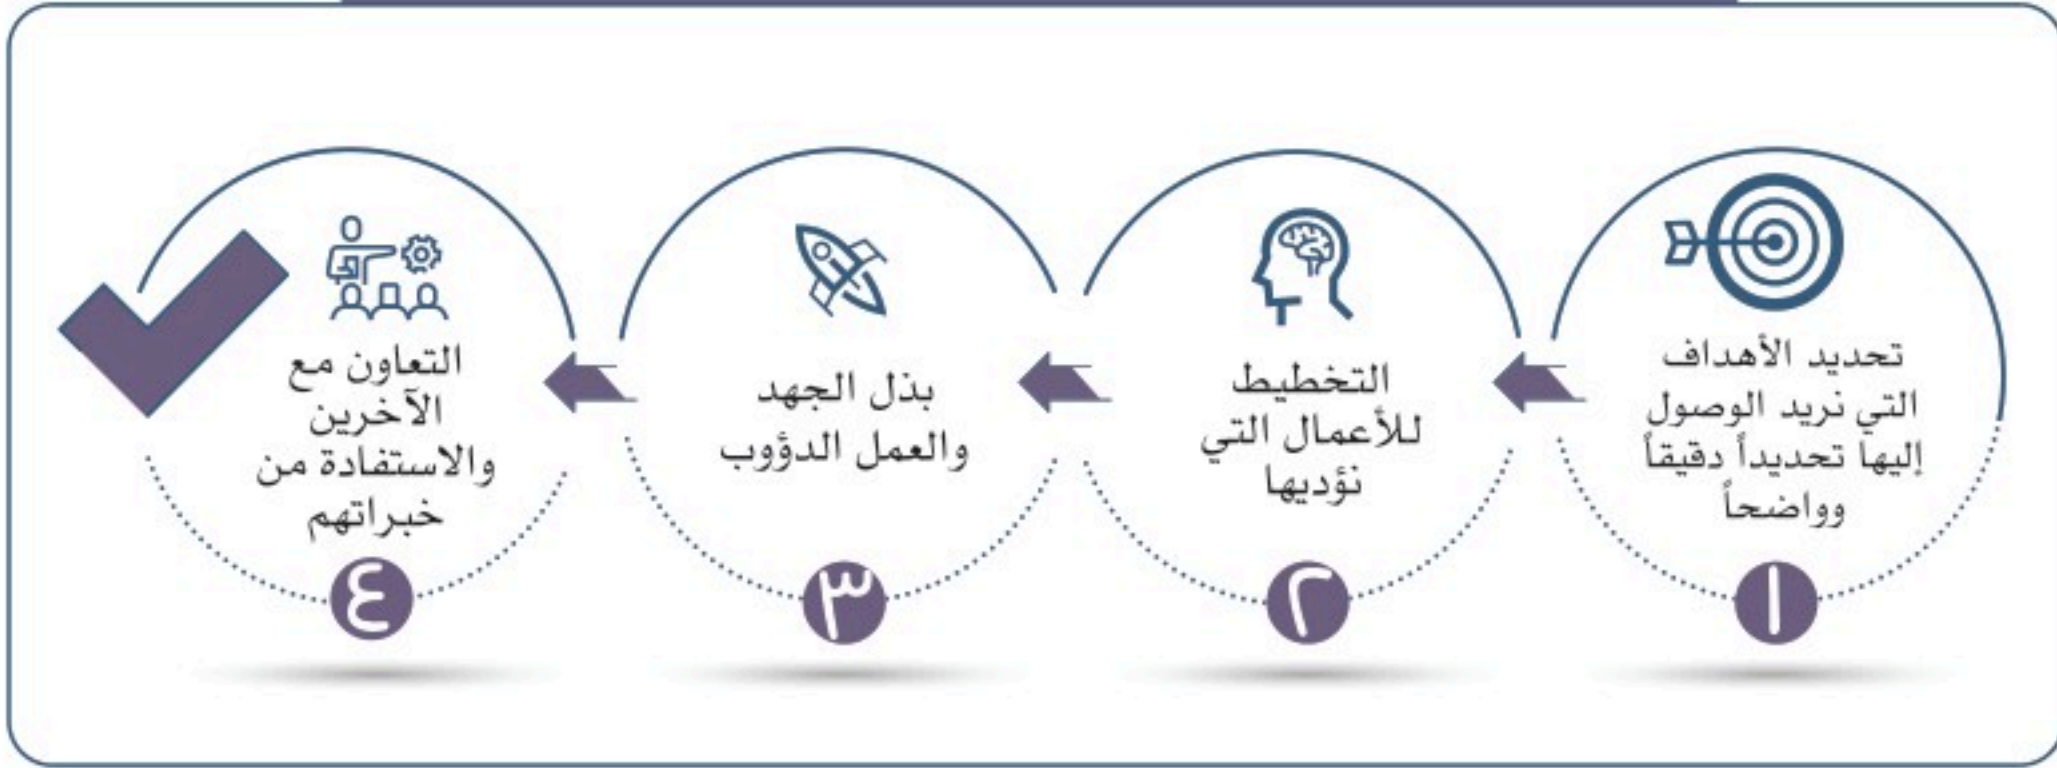 تحديد الأهداف
التي نريد الوصول
إليها تحديداً دقيقاً
وواضحاً
١
التخطيط
للأعمال التي
نؤديها
٢
بذل الجهد
والعمل الدؤوب
٣
التعاون مع
الآخرين
والاستفادة من
خبراتهم
٤